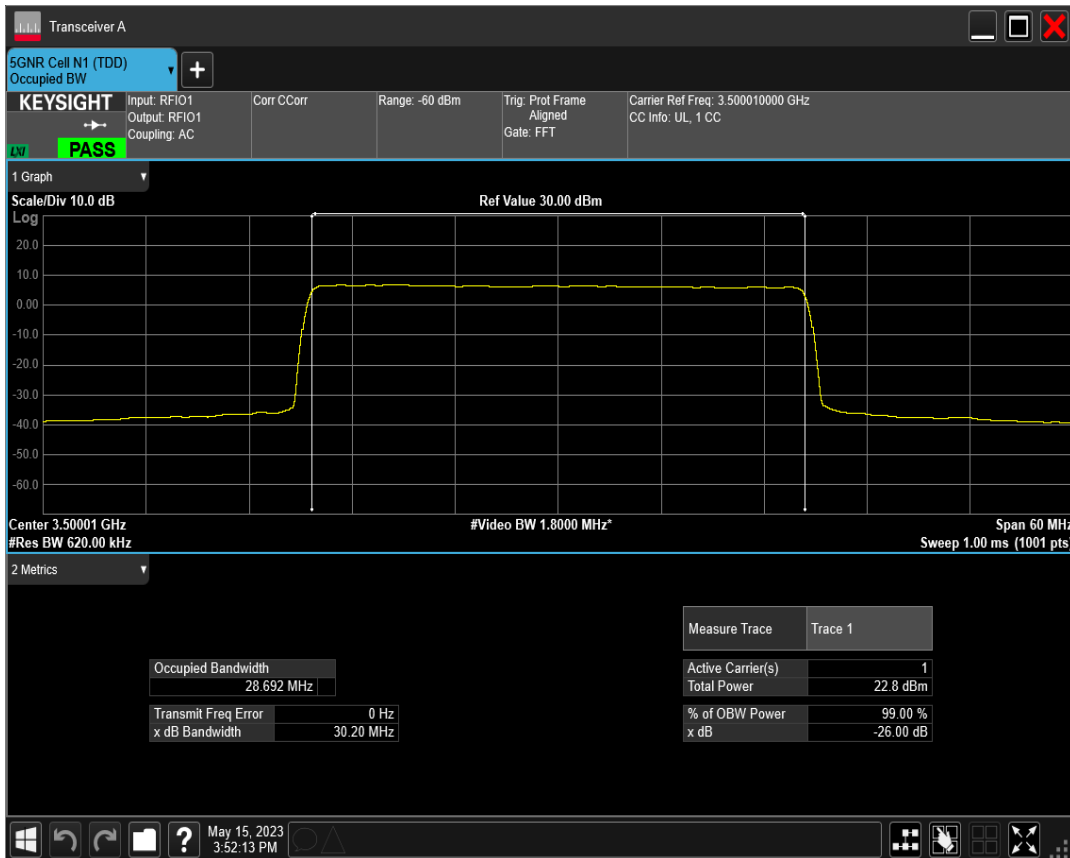 Transceiver A
5GNR Cell N1 (TDD)
Occupied BW
+
KEYSIGHT
LXI
PASS
Input: RFIO1
Output: RFIO1
Coupling: AC
Corr CCorr
Range: -60 dBm
Trig: Prot Frame
Aligned
Gate: FFT
Carrier Ref Freq: 3.500010000 GHz
CC Info: UL, 1 CC
1 Graph
Scale/Div 10.0 dB
Ref Value 30.00 dBm
Log
20.0
10.0
0.00
-10.0
-20.0
-30.0
-40.0
-50.0
-60.0
Center 3.50001 GHz
#Video BW 1.8000 MHz*
Span 60 MHz
#Res BW 620.00 kHz
Sweep 1.00 ms (1001 pts)
2 Metrics
Measure Trace Trace 1
Occupied Bandwidth
28.692 MHz
Transmit Freq Error 0 Hz
x dB Bandwidth 30.20 MHz
Active Carrier(s) 1
Total Power 22.8 dBm
% of OBW Power 99.00 %
x dB -26.00 dB
?
May 15, 2023
3:52:13 PM